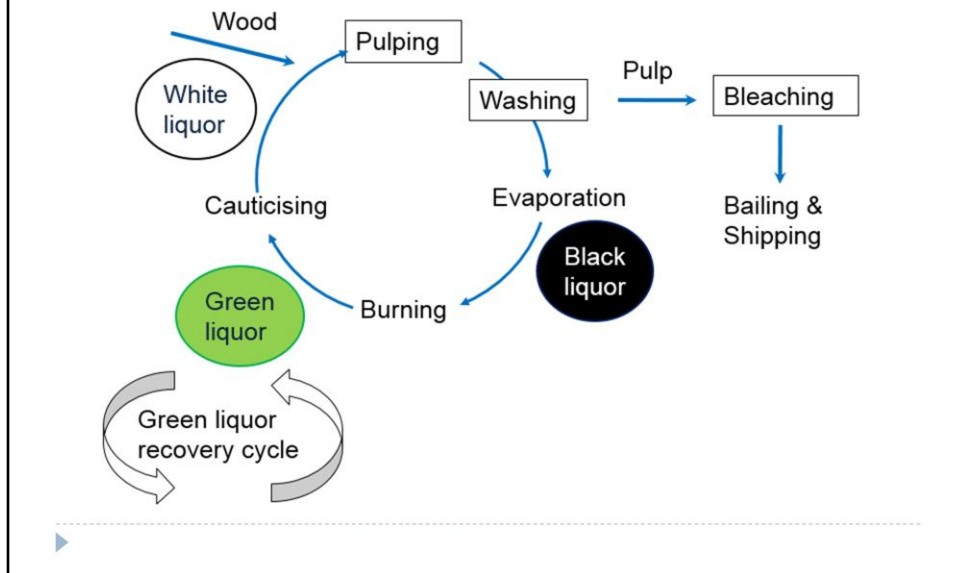 Wood
Pulping
White
liquor
Washing
Pulp
Bleaching
Cauticising
Evaporation
Bailing &
Shipping
Black
liquor
Green
liquor
Burning
Green liquor
recovery cycle